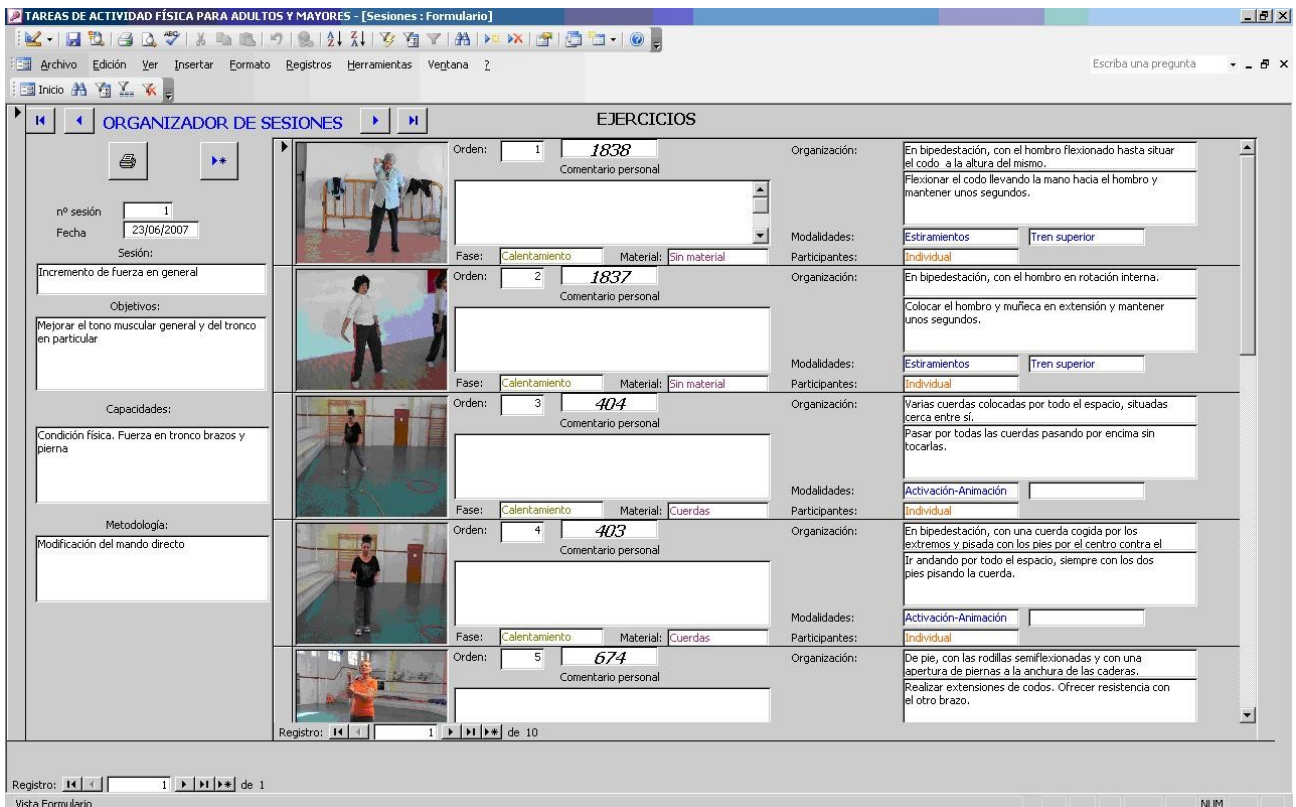 TAREAS DE ACTIVIDAD FÍSICA PARA ADULTOS Y MAYORES - [Sesiones : Formulario]
Archivo Edición Ver Insertar Formato Registros Herramientas Ventana ?
Escriba una pregunta
Inicio
ORGANIZADOR DE SESIONES
EJERCICIOS
nº sesión 1
Fecha 23/06/2007
Sesión:
Incremento de fuerza en general
Objetivos:
Mejorar el tono muscular general y del tronco
en particular
Capacidades:
Condición física. Fuerza en tronco brazos y
pierna
Metodología:
Modificación del mando directo
Orden: 1 1838
Comentario personal
Fase: Calentamiento Material: Sin material
Organización: En bipedestación, con el hombro flexionado hasta situar
el codo a la altura del mismo.
Flexionar el codo llevando la mano hacia el hombro y
mantener unos segundos.
Modalidades: Estiramientos Tren superior
Participantes: Individual
Orden: 2 1837
Comentario personal
Fase: Calentamiento Material: Sin material
Organización: En bipedestación, con el hombro en rotación interna.
Colocar el hombro y muñeca en extensión y mantener
unos segundos.
Modalidades: Estiramientos Tren superior
Participantes: Individual
Orden: 3 404
Comentario personal
Fase: Calentamiento Material: Cuerdas
Organización: Varias cuerdas colocadas por todo el espacio, situadas
cerca entre sí.
Pasar por todas las cuerdas pasando por encima sin
tocarlas.
Modalidades: Activación-Animación
Participantes: Individual
Orden: 4 403
Comentario personal
Fase: Calentamiento Material: Cuerdas
Organización: En bipedestación, con una cuerda cogida por los
extremos y pisada con los pies por el centro contra el
Ir andando por todo el espacio, siempre con los dos
pies pisando la cuerda.
Modalidades: Activación-Animación
Participantes: Individual
Orden: 5 674
Comentario personal
Organización: De pie, con las rodillas semiflexionadas y con una
apertura de piernas a la anchura de las caderas.
Realizar extensiones de codos. Ofrecer resistencia con
el otro brazo.
Registro: 1 de 10
Registro: 1 de 1
Vista Formulario
NUM